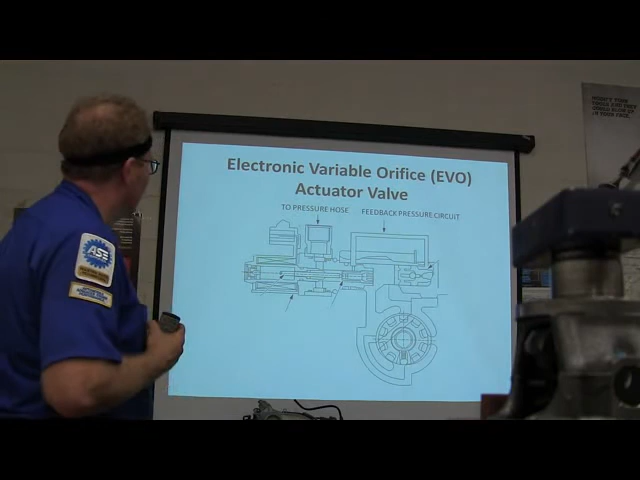 Electronic Variable Orifice (EVO)
Actuator Valve
TO PRESSURE HOSE
FEEDBACK PRESSURE CIRCUIT
ASE